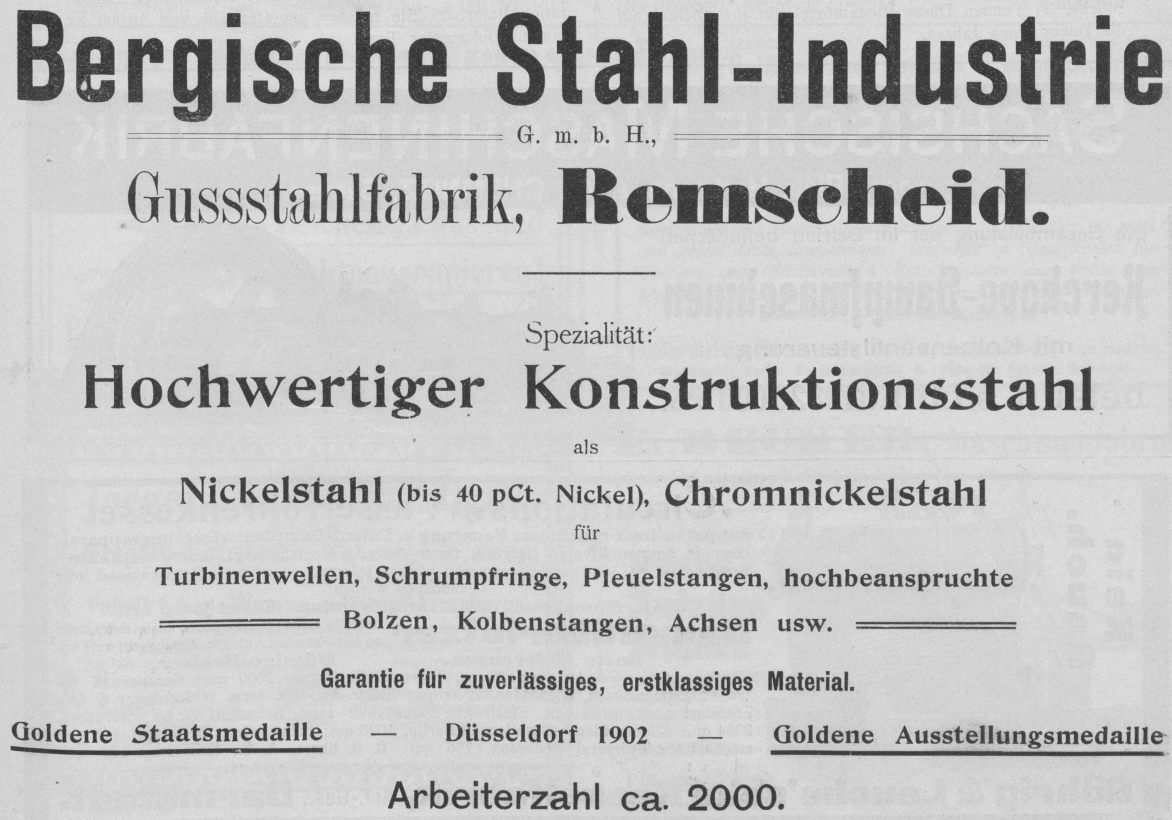 Bergische Stahl-Industrie
G. m. b. H.,
Gussstahlfabrik, Remscheid.
Spezialität:
Hochwertiger Konstruktionsstahl
als
Nickelstahl (bis 40 pCt. Nickel), Chromnickelstahl
für
Turbinenwellen, Schrumpfringe, Pleuelstangen, hochbeanspruchte
Bolzen, Kolbenstangen, Achsen usw.
Garantie für zuverlässiges, erstklassiges Material.
Goldene Staatsmedaille Düsseldorf 1902 Goldene Ausstellungsmedaille
Arbeiterzahl ca. 2000.